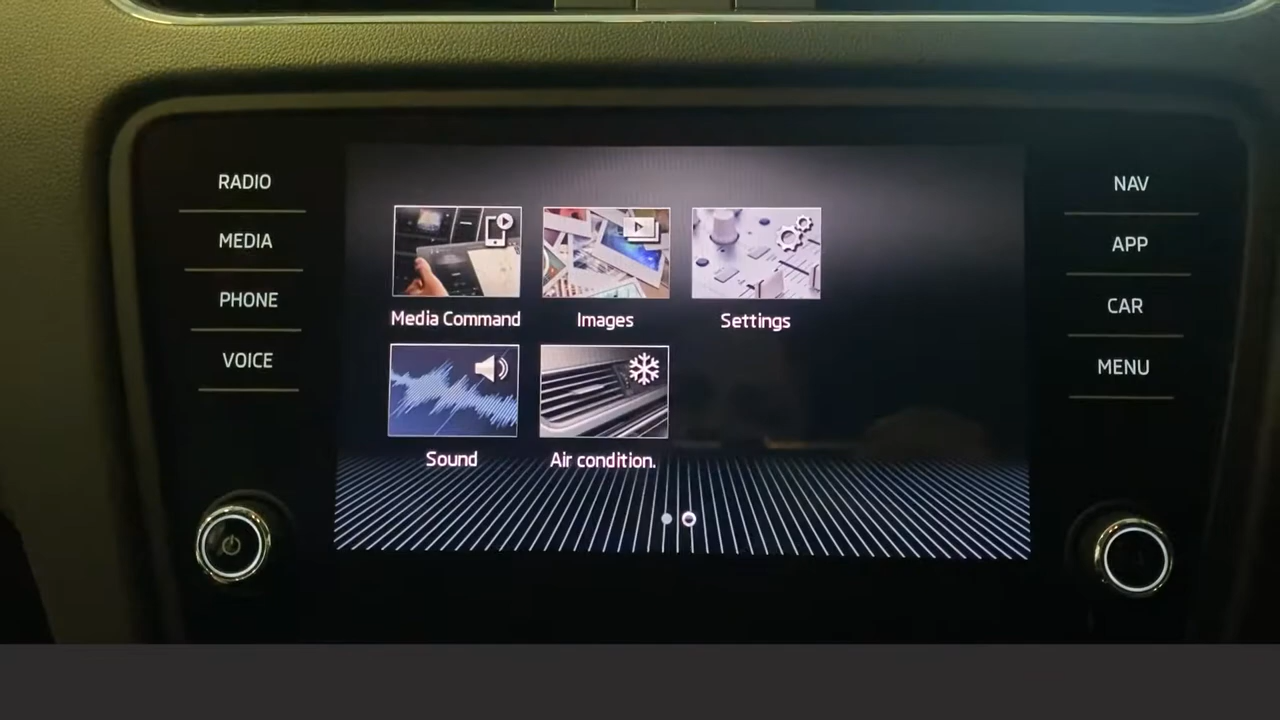 RADIO
MEDIA
PHONE
VOICE
Media Command
Images
Settings
Sound
Air condition.
NAV
APP
CAR
MENU